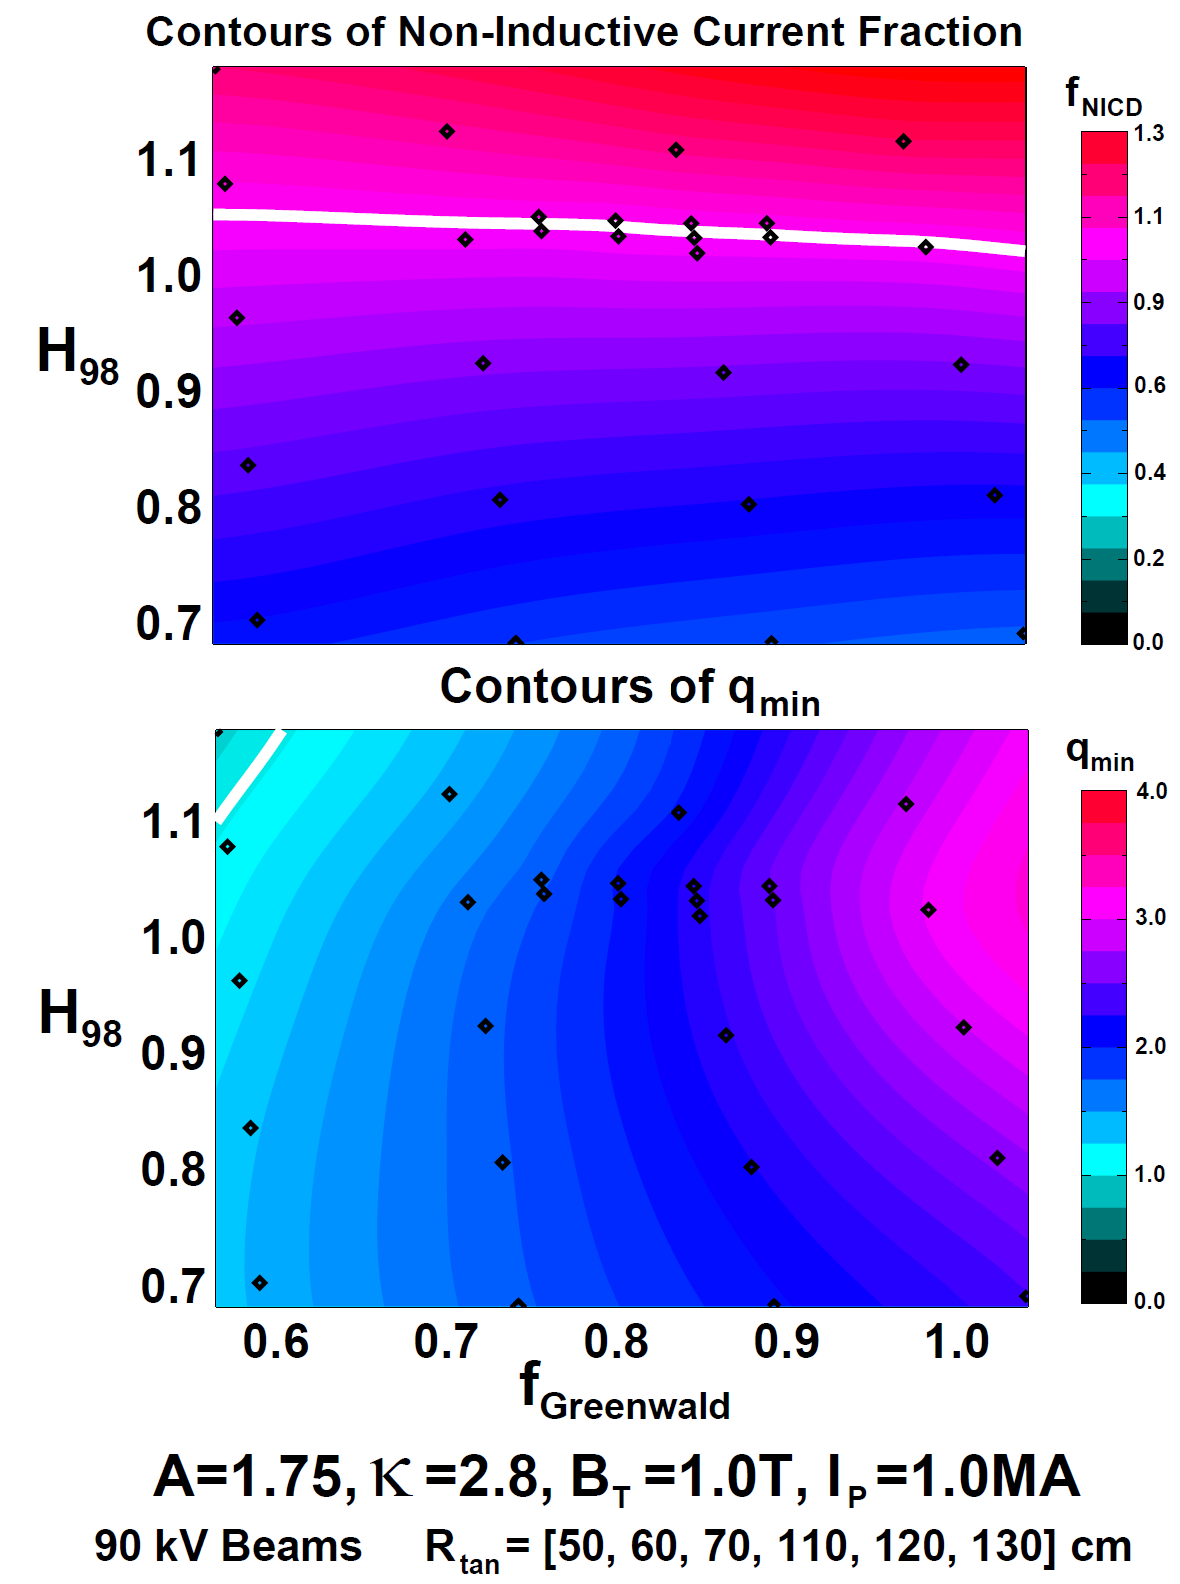 Contours of Non-Inductive Current Fraction
fNICD
1.3
1.1
0.9
0.6
0.4
0.2
0.0
H98
1.1
1.0
0.9
0.8
0.7
Contours of qmin
qmin
4.0
3.0
2.0
1.0
0.0
H98
1.1
1.0
0.9
0.8
0.7
0.6 0.7 0.8 0.9 1.0
fGreenwald
A=1.75, κ=2.8, BT=1.0T, IP=1.0MA
90 kV Beams Rtan= [50, 60, 70, 110, 120, 130] cm